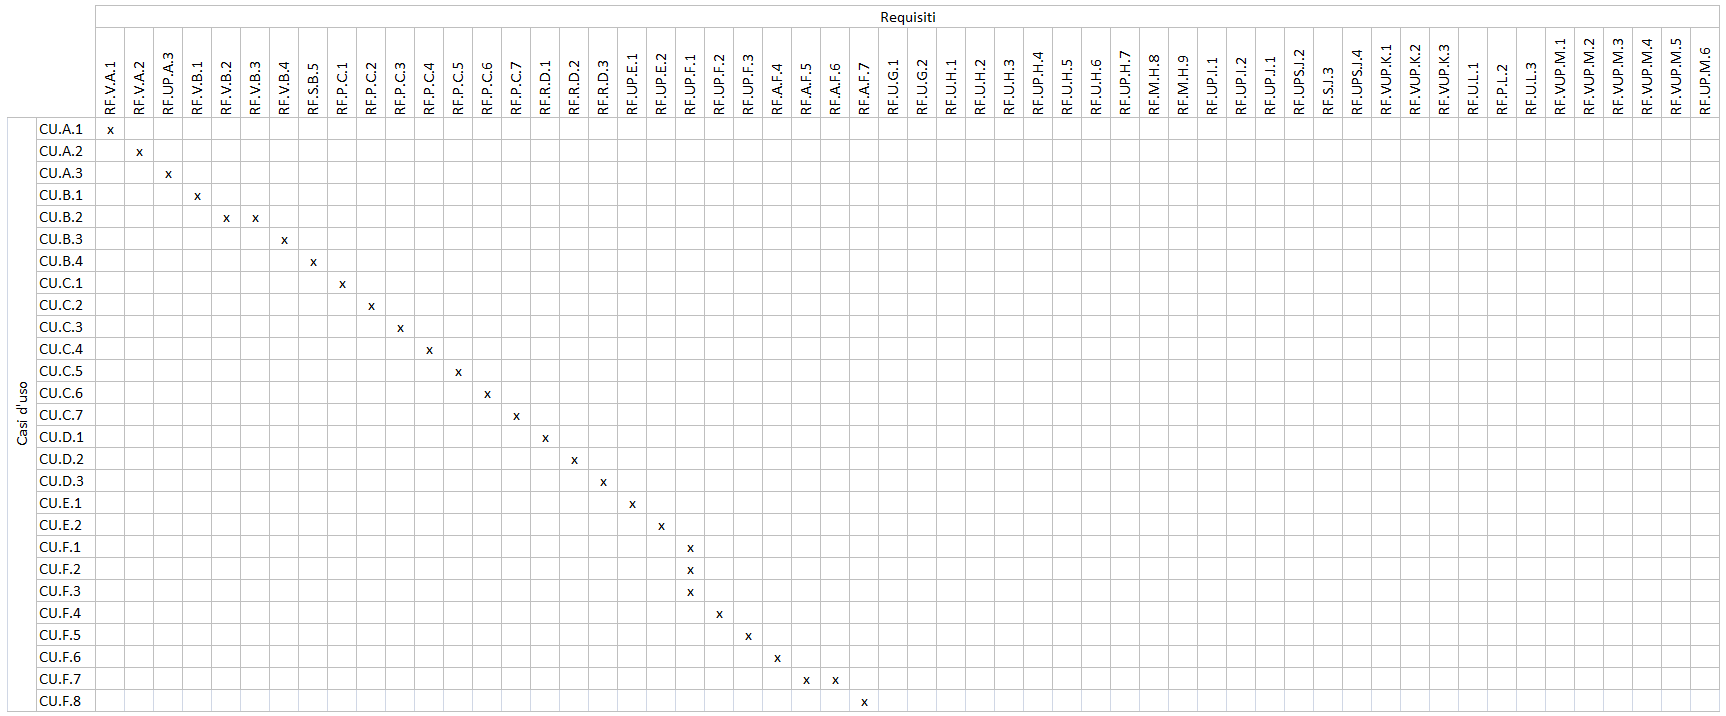 Requisiti
RF.V.A.1 RF.V.A.2 RF.UP.A.3 RF.V.B.1 RF.V.B.2 RF.V.B.3 RF.V.B.4 RF.S.B.5 RF.P.C.1 RF.P.C.2 RF.P.C.3 RF.P.C.4 RF.P.C.5 RF.P.C.6 RF.P.C.7 RF.R.D.1 RF.R.D.2 RF.R.D.3 RF.UP.E.1 RF.UP.E.2 RF.UP.F.1 RF.UP.F.2 RF.UP.F.3 RF.A.F.4 RF.A.F.5 RF.A.F.6 RF.A.F.7 RF.U.G.1 RF.U.G.2 RF.U.H.1 RF.U.H.2 RF.U.H.3 RF.UP.H.4 RF.U.H.5 RF.U.H.6 RF.UP.H.7 RF.M.H.8 RF.M.H.9 RF.UP.I.1 RF.UP.I.2 RF.UP.J.1 RF.UPS.J.2 RF.S.J.3 RF.UPS.J.4 RF.VUP.K.1 RF.VUP.K.2 RF.VUP.K.3 RF.U.L.1 RF.P.L.2 RF.U.L.3 RF.VUP.M.1 RF.VUP.M.2 RF.VUP.M.3 RF.VUP.M.4 RF.VUP.M.5 RF.UP.M.6
Casi d'uso
CU.A.1 x
CU.A.2 x
CU.A.3 x
CU.B.1 x
CU.B.2 x x
CU.B.3 x
CU.B.4 x
CU.C.1 x
CU.C.2 x
CU.C.3 x
CU.C.4 x
CU.C.5 x
CU.C.6 x
CU.C.7 x
CU.D.1 x
CU.D.2 x
CU.D.3 x
CU.E.1 x
CU.E.2 x
CU.F.1 x
CU.F.2 x
CU.F.3 x
CU.F.4 x
CU.F.5 x
CU.F.6 x
CU.F.7 x x
CU.F.8 x